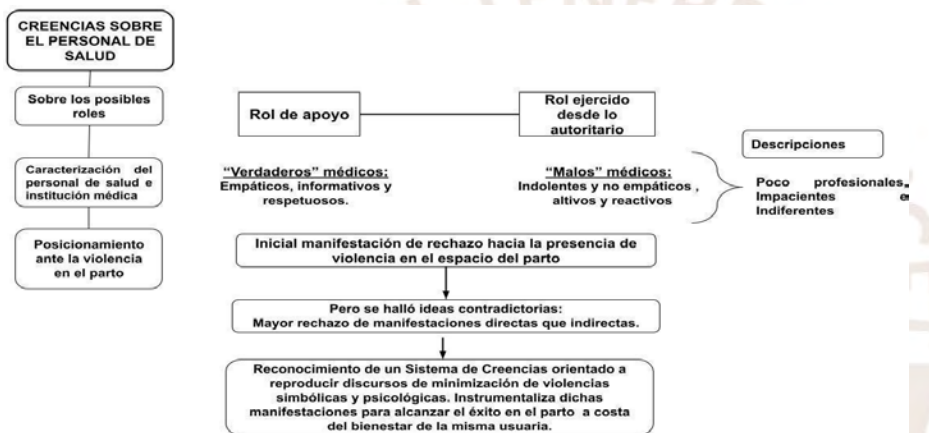 CREENCIAS SOBRE
EL PERSONAL DE
SALUD
Sobre los posibles
roles
Rol de apoyo
Rol ejercido
desde lo
autoritario
Caracterización del
personal de salud e
institución médica
“Verdaderos” médicos:
Empáticos, informativos y
respetuosos.
“Malos” médicos:
Indolentes y no empáticos ,
altivos y reactivos
Descripciones
Poco profesionales,
Impacientes e
Indiferentes
Posicionamiento
ante la violencia
en el parto
Inicial manifestación de rechazo hacia la presencia de
violencia en el espacio del parto
Pero se halló ideas contradictorias:
Mayor rechazo de manifestaciones directas que indirectas.
Reconocimiento de un Sistema de Creencias orientado a
reproducir discursos de minimización de violencias
simbólicas y psicológicas. Instrumentaliza dichas
manifestaciones para alcanzar el éxito en el parto a costa
del bienestar de la misma usuaria.